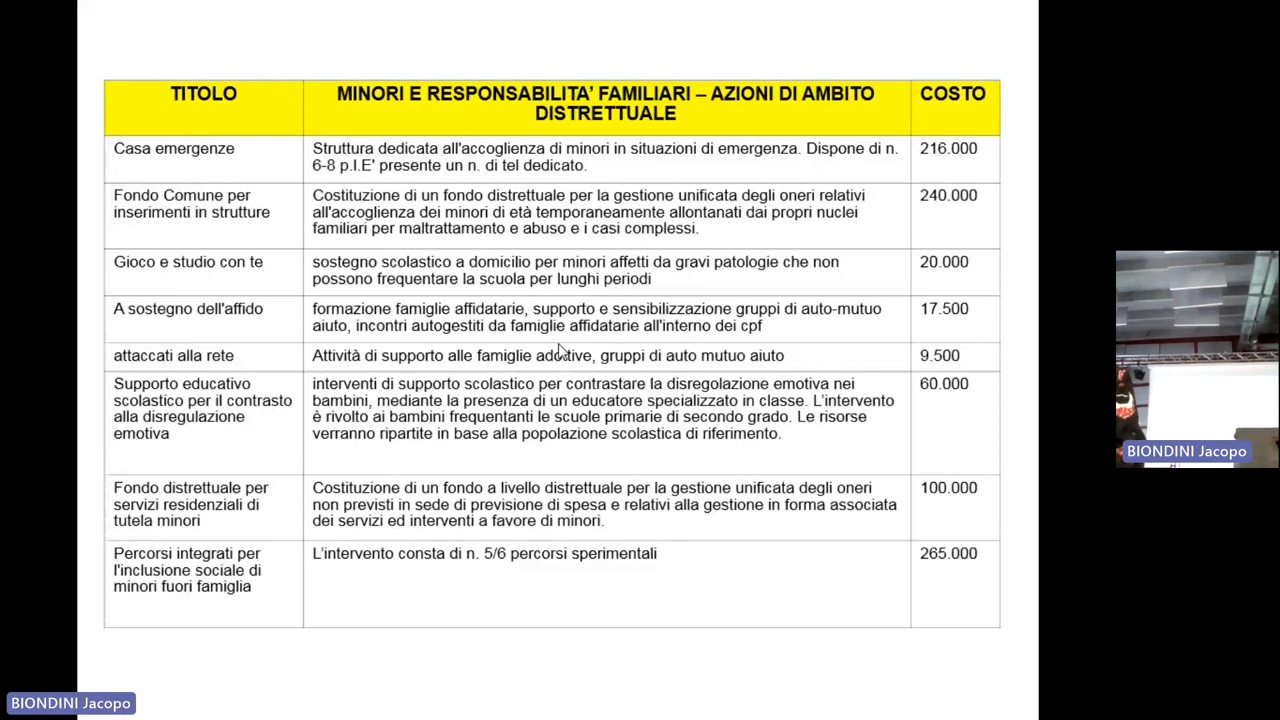 TITOLO
MINORI E RESPONSABILITA' FAMILIARI – AZIONI DI AMBITO
DISTRETTUALE
COSTO
Casa emergenze
Struttura dedicata all'accoglienza di minori in situazioni di emergenza. Dispone di n.
6-8 p.l.E' presente un n. di tel dedicato.
216.000
Fondo Comune per
inserimenti in strutture
Costituzione di un fondo distrettuale per la gestione unificata degli oneri relativi
all'accoglienza dei minori di età temporaneamente allontanati dai propri nuclei
familiari per maltrattamento e abuso e i casi complessi.
240.000
Gioco e studio con te
sostegno scolastico a domicilio per minori affetti da gravi patologie che non
possono frequentare la scuola per lunghi periodi
20.000
A sostegno dell'affido
formazione famiglie affidatarie, supporto e sensibilizzazione gruppi di auto-mutuo
aiuto, incontri autogestiti da famiglie affidatarie all'interno dei cpf
17.500
attaccati alla rete
Attività di supporto alle famiglie adottive, gruppi di auto mutuo aiuto
9.500
Supporto educativo
scolastico per il contrasto
alla disregulazione
emotiva
interventi di supporto scolastico per contrastare la disregolazione emotiva nei
bambini, mediante la presenza di un educatore specializzato in classe. L'intervento
è rivolto ai bambini frequentanti le scuole primarie di secondo grado. Le risorse
verranno ripartite in base alla popolazione scolastica di riferimento.
60.000
Fondo distrettuale per
servizi residenziali di
tutela minori
Costituzione di un fondo a livello distrettuale per la gestione unificata degli oneri
non previsti in sede di previsione di spesa e relativi alla gestione in forma associata
dei servizi ed interventi a favore di minori.
100.000
Percorsi integrati per
l'inclusione sociale di
minori fuori famiglia
L'intervento consta di n. 5/6 percorsi sperimentali
265.000
BIONDINI Jacopo
BIONDINI Jacopo